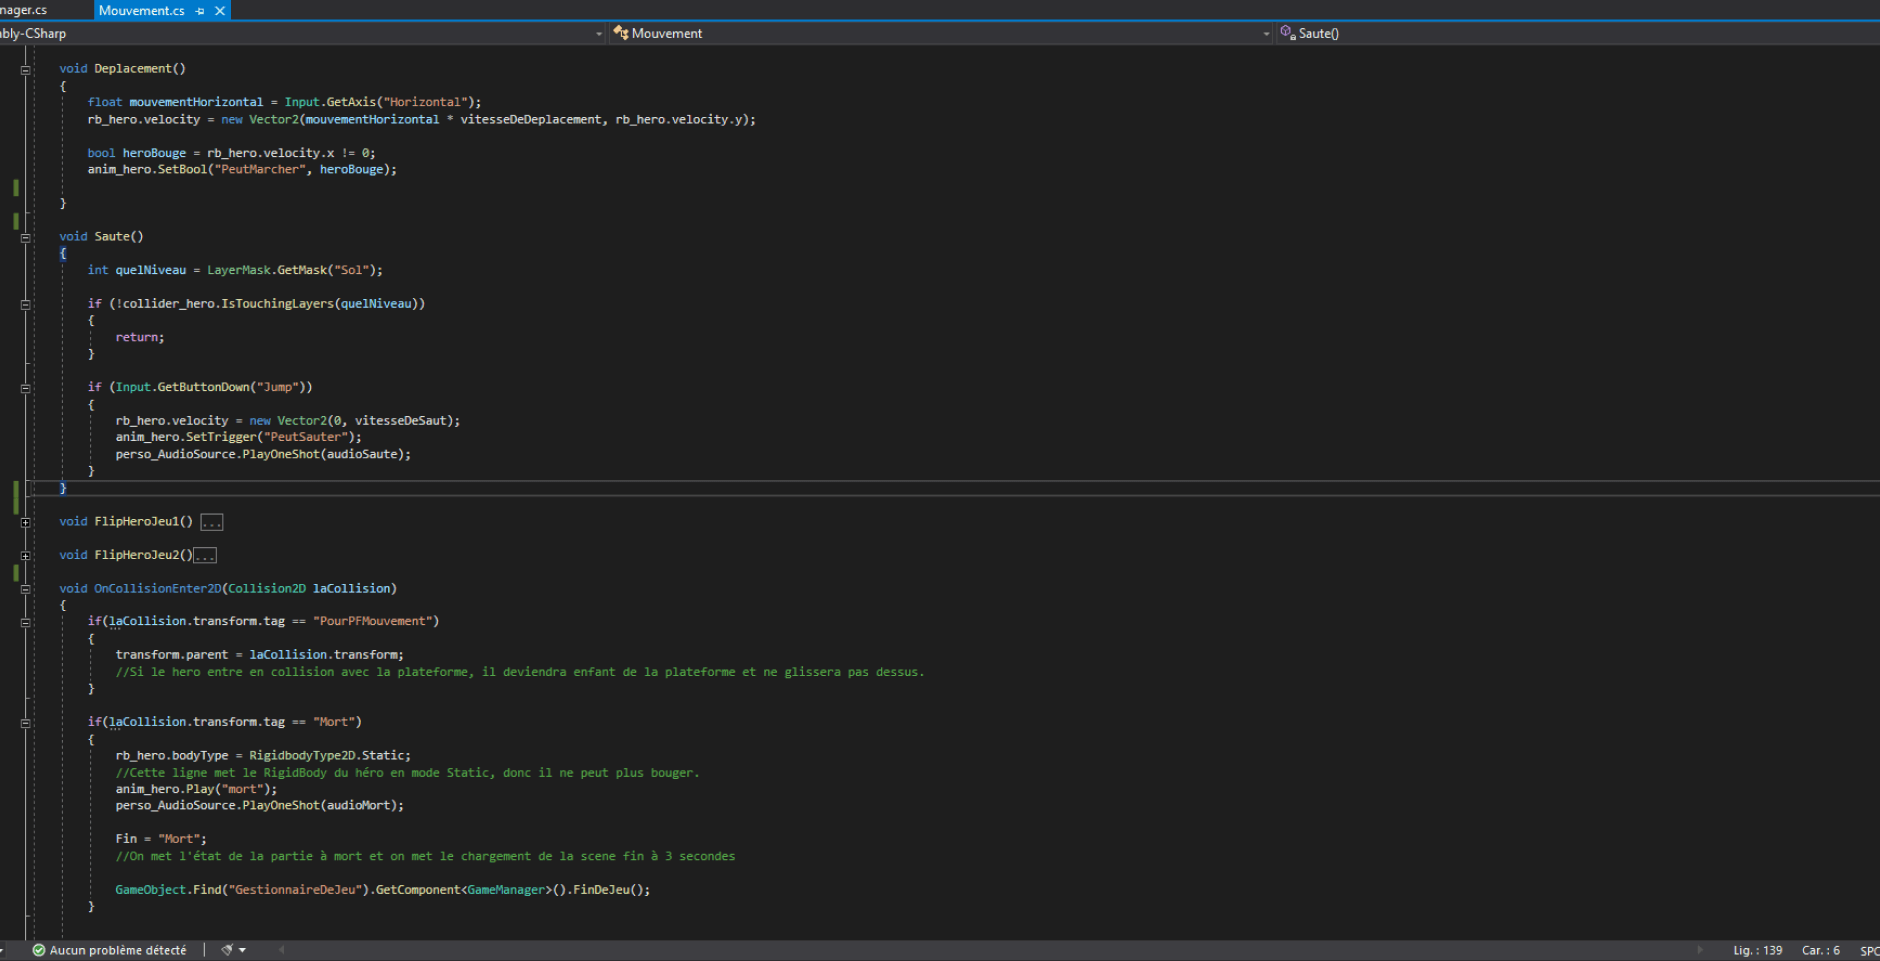 nager.cs Mouvement.cs
bly-CSharp Mouvement Saute()
void Deplacement()
{
float mouvementHorizontal = Input.GetAxis("Horizontal");
rb_hero.velocity = new Vector2(mouvementHorizontal * vitesseDeDeplacement, rb_hero.velocity.y);
bool heroBouge = rb_hero.velocity.x != 0;
anim_hero.SetBool("PeutMarcher", heroBouge);
}
void Saute()
{
int quelNiveau = LayerMask.GetMask("Sol");
if (!collider_hero.IsTouchingLayers(quelNiveau))
{
return;
}
if (Input.GetButtonDown("Jump"))
{
rb_hero.velocity = new Vector2(0, vitesseDeSaut);
anim_hero.SetTrigger("PeutSauter");
perso_AudioSource.PlayOneShot(audioSaute);
}
}
void FlipHeroJeu1() ...
void FlipHeroJeu2()...
void OnCollisionEnter2D(Collision2D laCollision)
{
if(laCollision.transform.tag == "PourPFMouvement")
{
transform.parent = laCollision.transform;
//Si le hero entre en collision avec la plateforme, il deviendra enfant de la plateforme et ne glissera pas dessus.
}
if(laCollision.transform.tag == "Mort")
{
rb_hero.bodyType = RigidbodyType2D.Static;
//Cette ligne met le RigidBody du héro en mode Static, donc il ne peut plus bouger.
anim_hero.Play("mort");
perso_AudioSource.PlayOneShot(audioMort);
Fin = "Mort";
//On met l'état de la partie à mort et on met le chargement de la scene fin à 3 secondes
GameObject.Find("GestionnaireDeJeu").GetComponent<GameManager>().FinDeJeu();
}
Aucun problème détecté Lig. : 139 Car. : 6 SPC